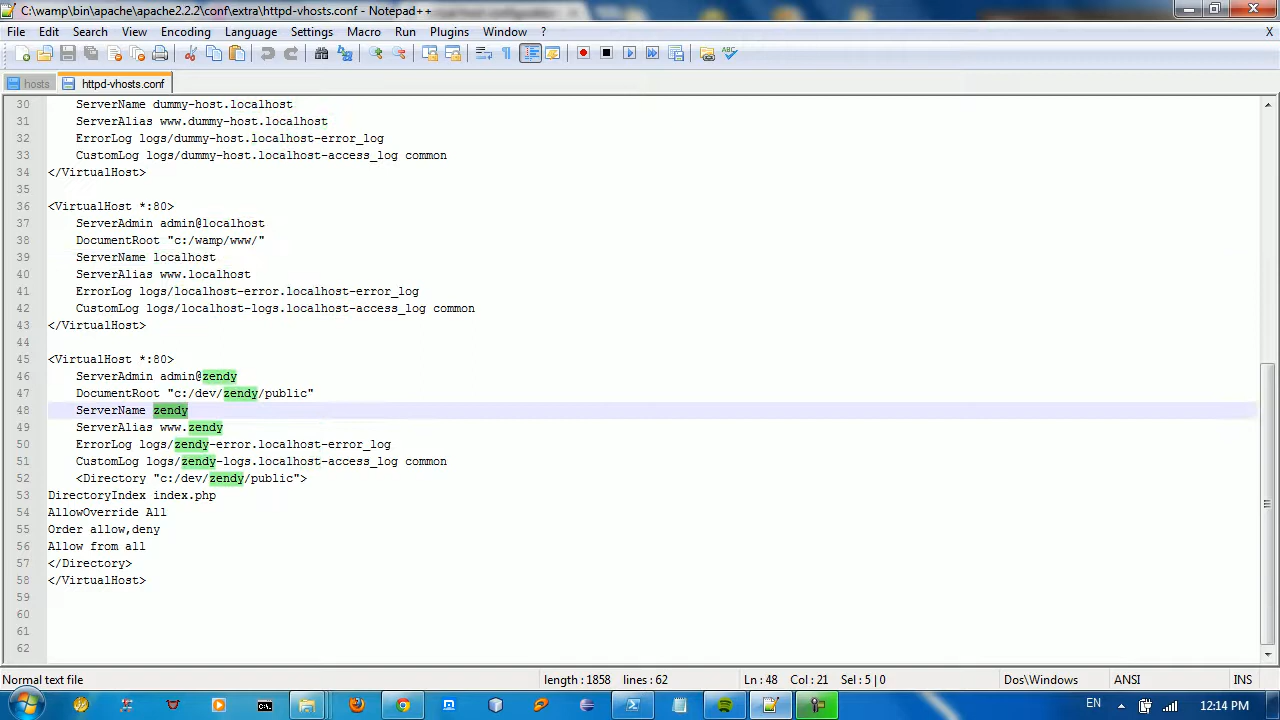 C:\wamp\bin\apache\apache2.2.2\conf\extra\httpd-vhosts.conf - Notepad++
File Edit Search View Encoding Language Settings Macro Run Plugins Window ? X
hosts httpd-vhosts.conf
30 ServerName dummy-host.localhost
31 ServerAlias www.dummy-host.localhost
32 ErrorLog logs/dummy-host.localhost-error_log
33 CustomLog logs/dummy-host.localhost-access_log common
34 </VirtualHost>
35
36 <VirtualHost *:80>
37 ServerAdmin admin@localhost
38 DocumentRoot "c:/wamp/www/"
39 ServerName localhost
40 ServerAlias www.localhost
41 ErrorLog logs/localhost-error.localhost-error_log
42 CustomLog logs/localhost-logs.localhost-access_log common
43 </VirtualHost>
44
45 <VirtualHost *:80>
46 ServerAdmin admin@zendy
47 DocumentRoot "c:/dev/zendy/public"
48 ServerName zendy
49 ServerAlias www.zendy
50 ErrorLog logs/zendy-error.localhost-error_log
51 CustomLog logs/zendy-logs.localhost-access_log common
52 <Directory "c:/dev/zendy/public">
53 DirectoryIndex index.php
54 AllowOverride All
55 Order allow,deny
56 Allow from all
57 </Directory>
58 </VirtualHost>
59
60
61
62
Normal text file length : 1858 lines : 62 Ln : 48 Col : 21 Sel : 5 | 0 Dos\Windows ANSI INS
EN 12:14 PM